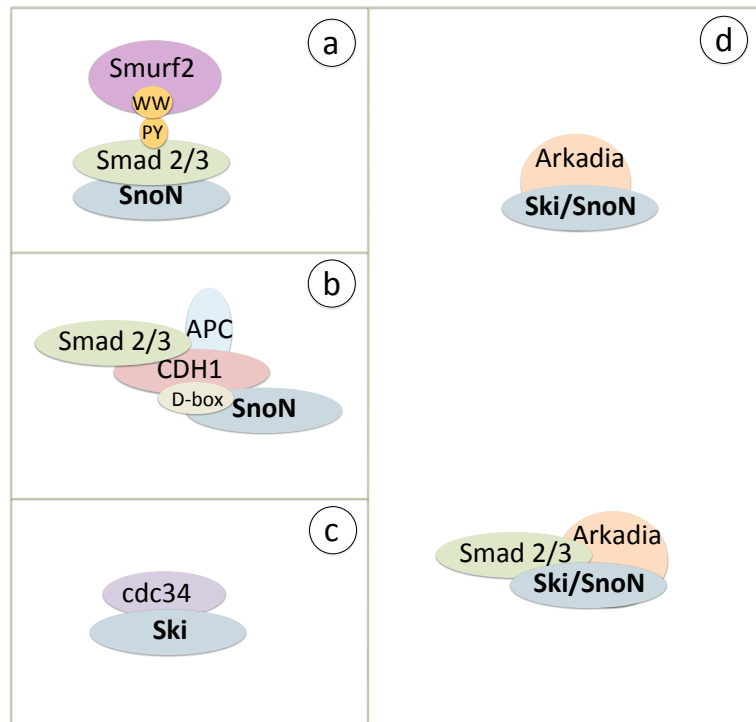 a
Smurf2
WW
PY
Smad 2/3
SnoN
b
APC
Smad 2/3
CDH1
D-box
SnoN
c
cdc34
Ski
d
Arkadia
Ski/SnoN
Arkadia
Smad 2/3
Ski/SnoN